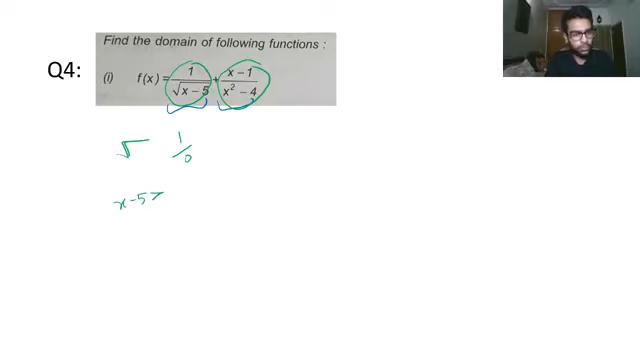 Find the domain of following functions :
Q4:
(i) f(x) = 1/√x − 5 + x − 1/x² − 4
√ 1/0
x-5>